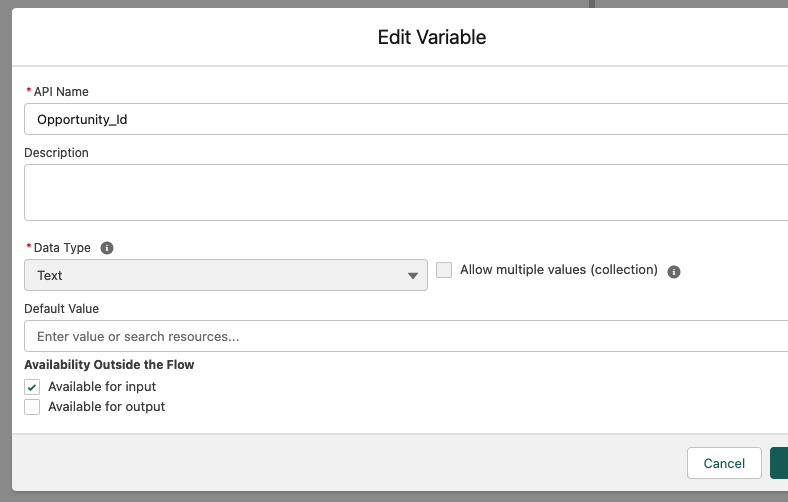 Edit Variable
* API Name
Opportunity_Id
Description
* Data Type
Text
Allow multiple values (collection)
Default Value
Enter value or search resources...
Availability Outside the Flow
Available for input
Available for output
Cancel